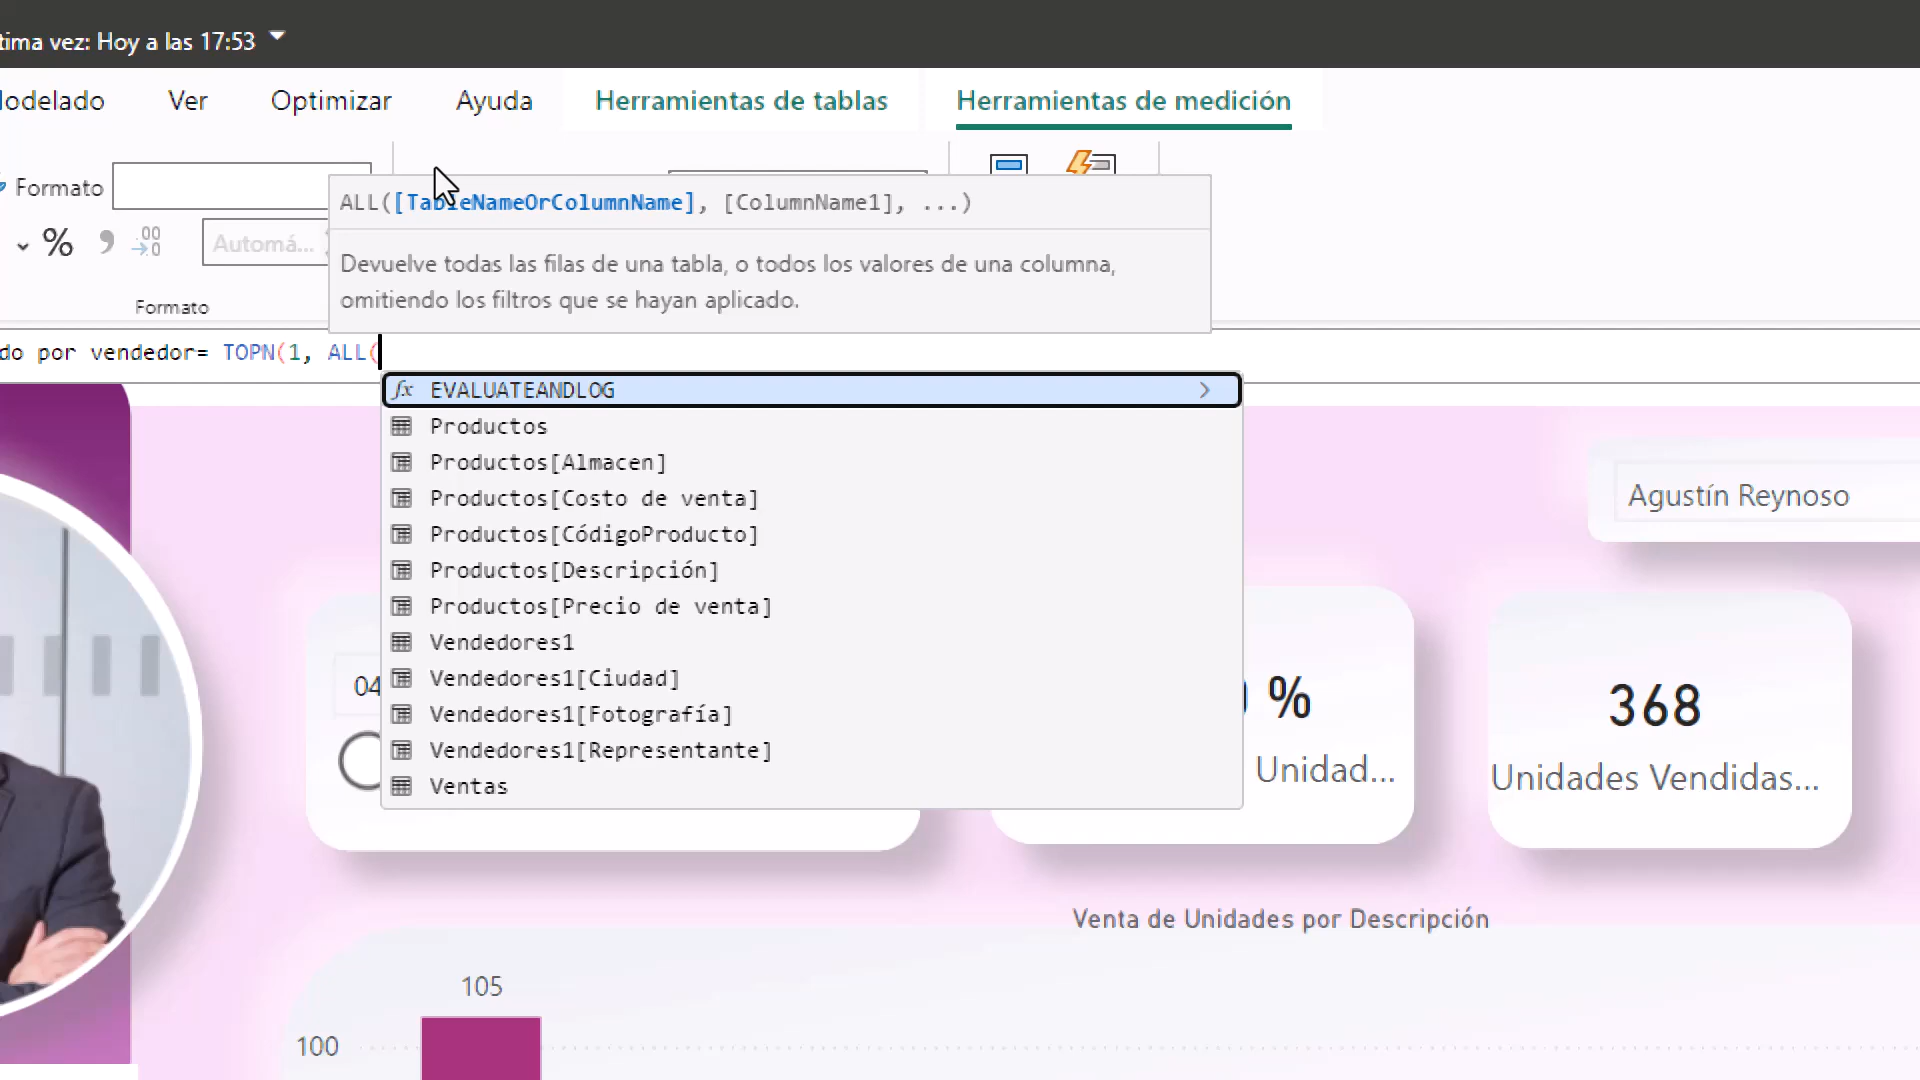 tima vez: Hoy a las 17:53
lodelado Ver Optimizar Ayuda Herramientas de tablas Herramientas de medición
Formato
ALL([TableNameOrColumnName], [ColumnName1], ...)
% 00 0 Automá...
Devuelve todas las filas de una tabla, o todos los valores de una columna,
omitiendo los filtros que se hayan aplicado.
Formato
do por vendedor= TOPN(1, ALL(
fx EVALUATEANDLOG
Productos
Productos[Almacen]
Productos[Costo de venta]
Productos[CódigoProducto]
Productos[Descripción]
Productos[Precio de venta]
Vendedores1
Vendedores1[Ciudad]
Vendedores1[Fotografía]
Vendedores1[Representante]
Ventas
Agustín Reynoso
04
%
Unidad...
368
Unidades Vendidas...
Venta de Unidades por Descripción
105
100